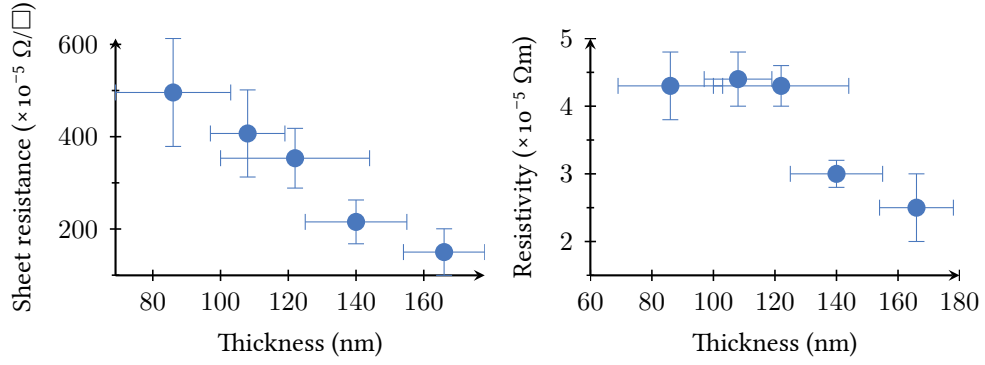 Sheet resistance (×10⁻⁵ Ω/□)
600
400
200
80 100 120 140 160
Thickness (nm)
Resistivity (×10⁻⁵ Ωm)
5
4
3
2
60 80 100 120 140 160 180
Thickness (nm)